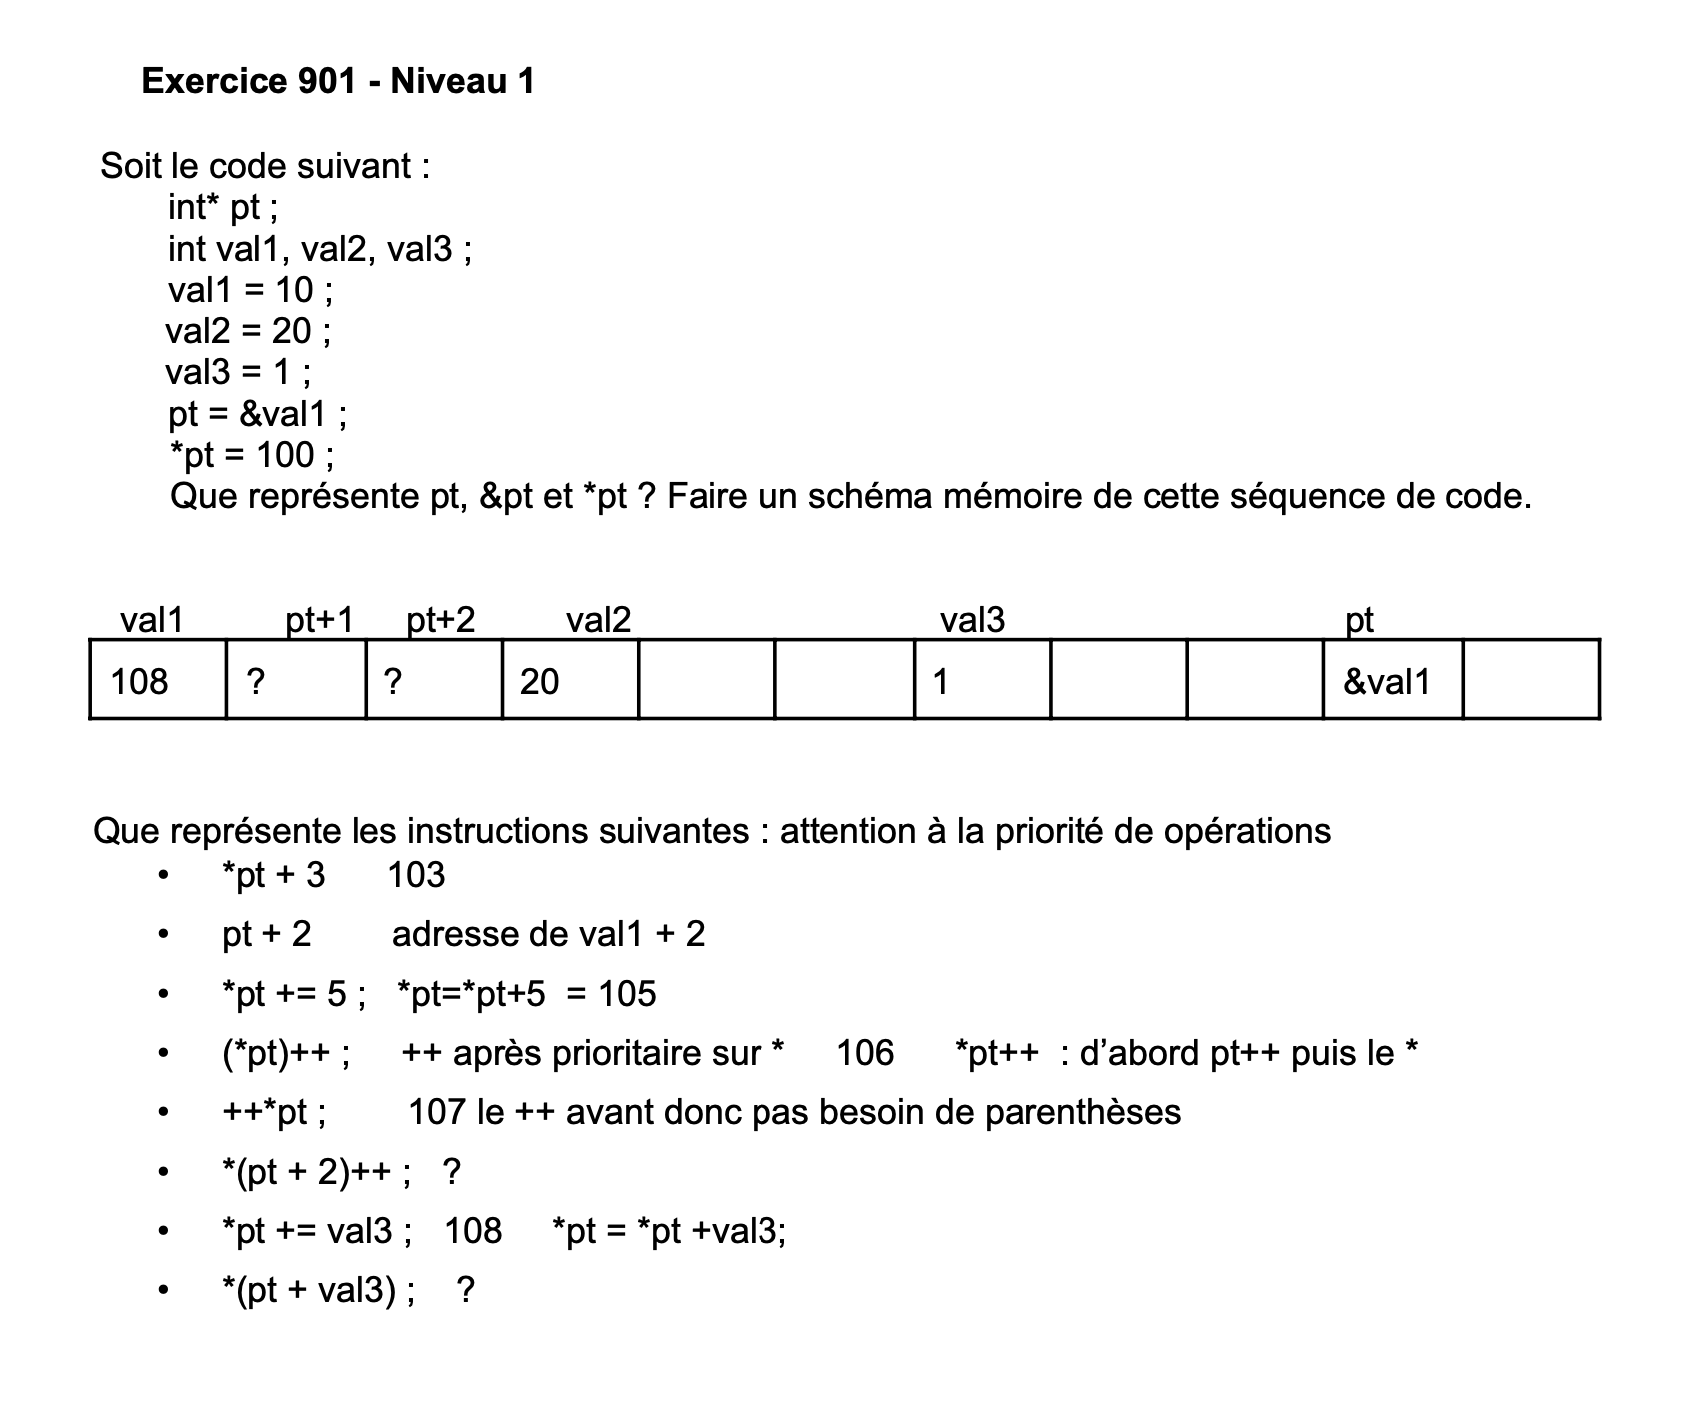 Exercice 901 - Niveau 1
Soit le code suivant :
int* pt ;
int val1, val2, val3 ;
val1 = 10 ;
val2 = 20 ;
val3 = 1 ;
pt = &val1 ;
*pt = 100 ;
Que représente pt, &pt et *pt ? Faire un schéma mémoire de cette séquence de code.
val1 pt+1 pt+2 val2 val3 pt
108 ? ? 20 1 &val1
Que représente les instructions suivantes : attention à la priorité de opérations
• *pt + 3 103
• pt + 2 adresse de val1 + 2
• *pt += 5 ; *pt=*pt+5 = 105
• (*pt)++ ; ++ après prioritaire sur * 106 *pt++ : d’abord pt++ puis le *
• ++*pt ; 107 le ++ avant donc pas besoin de parenthèses
• *(pt + 2)++ ; ?
• *pt += val3 ; 108 *pt = *pt +val3;
• *(pt + val3) ; ?